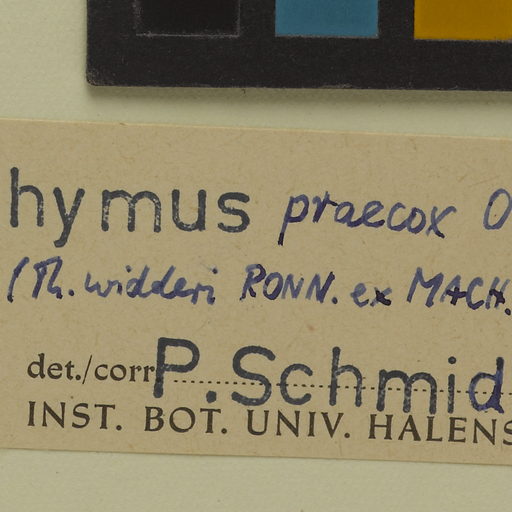 hymus praecox O
(Th. widderi RONN. ex MACH.
det./corr. P. Schmid
INST. BOT. UNIV. HALENS